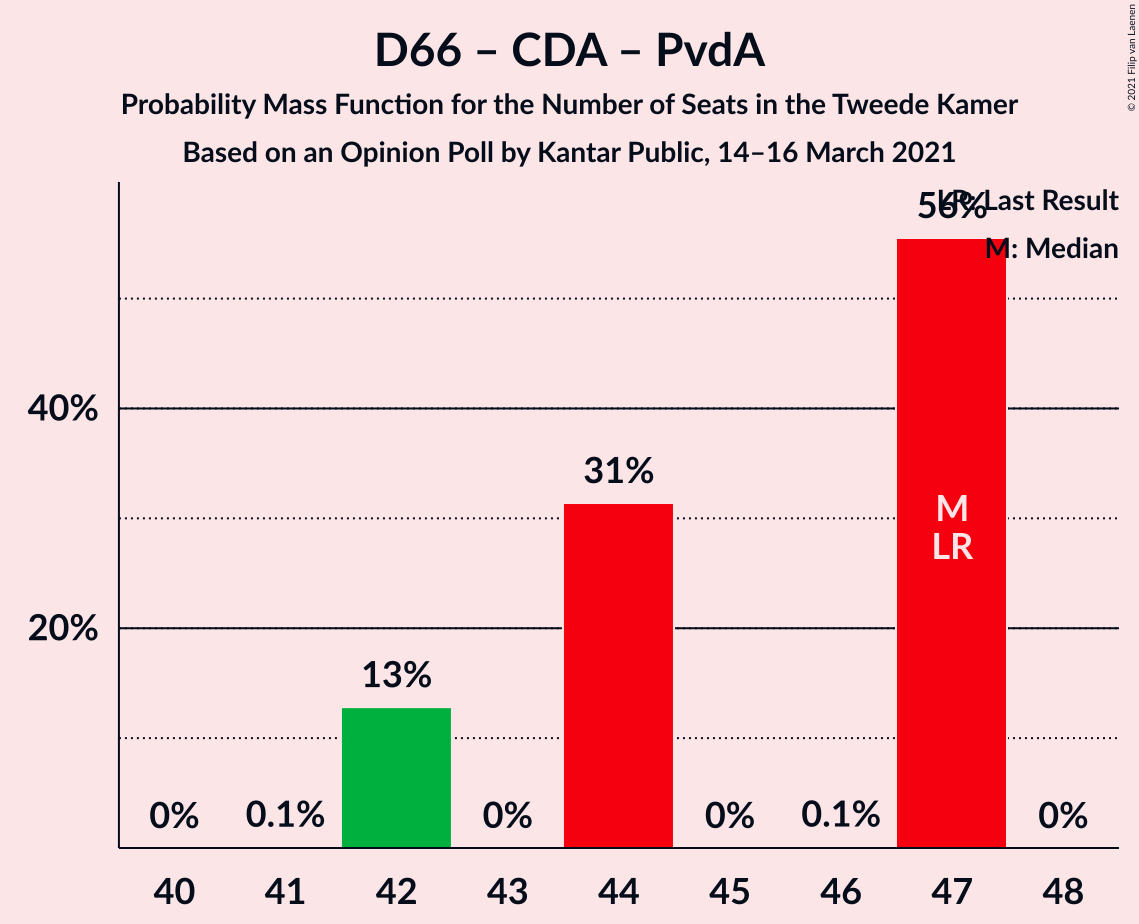 D66 – CDA – PvdA
Probability Mass Function for the Number of Seats in the Tweede Kamer
Based on an Opinion Poll by Kantar Public, 14–16 March 2021
© 2021 Filip van Laenen
LR: Last Result
M: Median
56%
40%
31%
M
LR
20%
13%
0% 0.1% 0% 0% 0.1% 0%
40 41 42 43 44 45 46 47 48